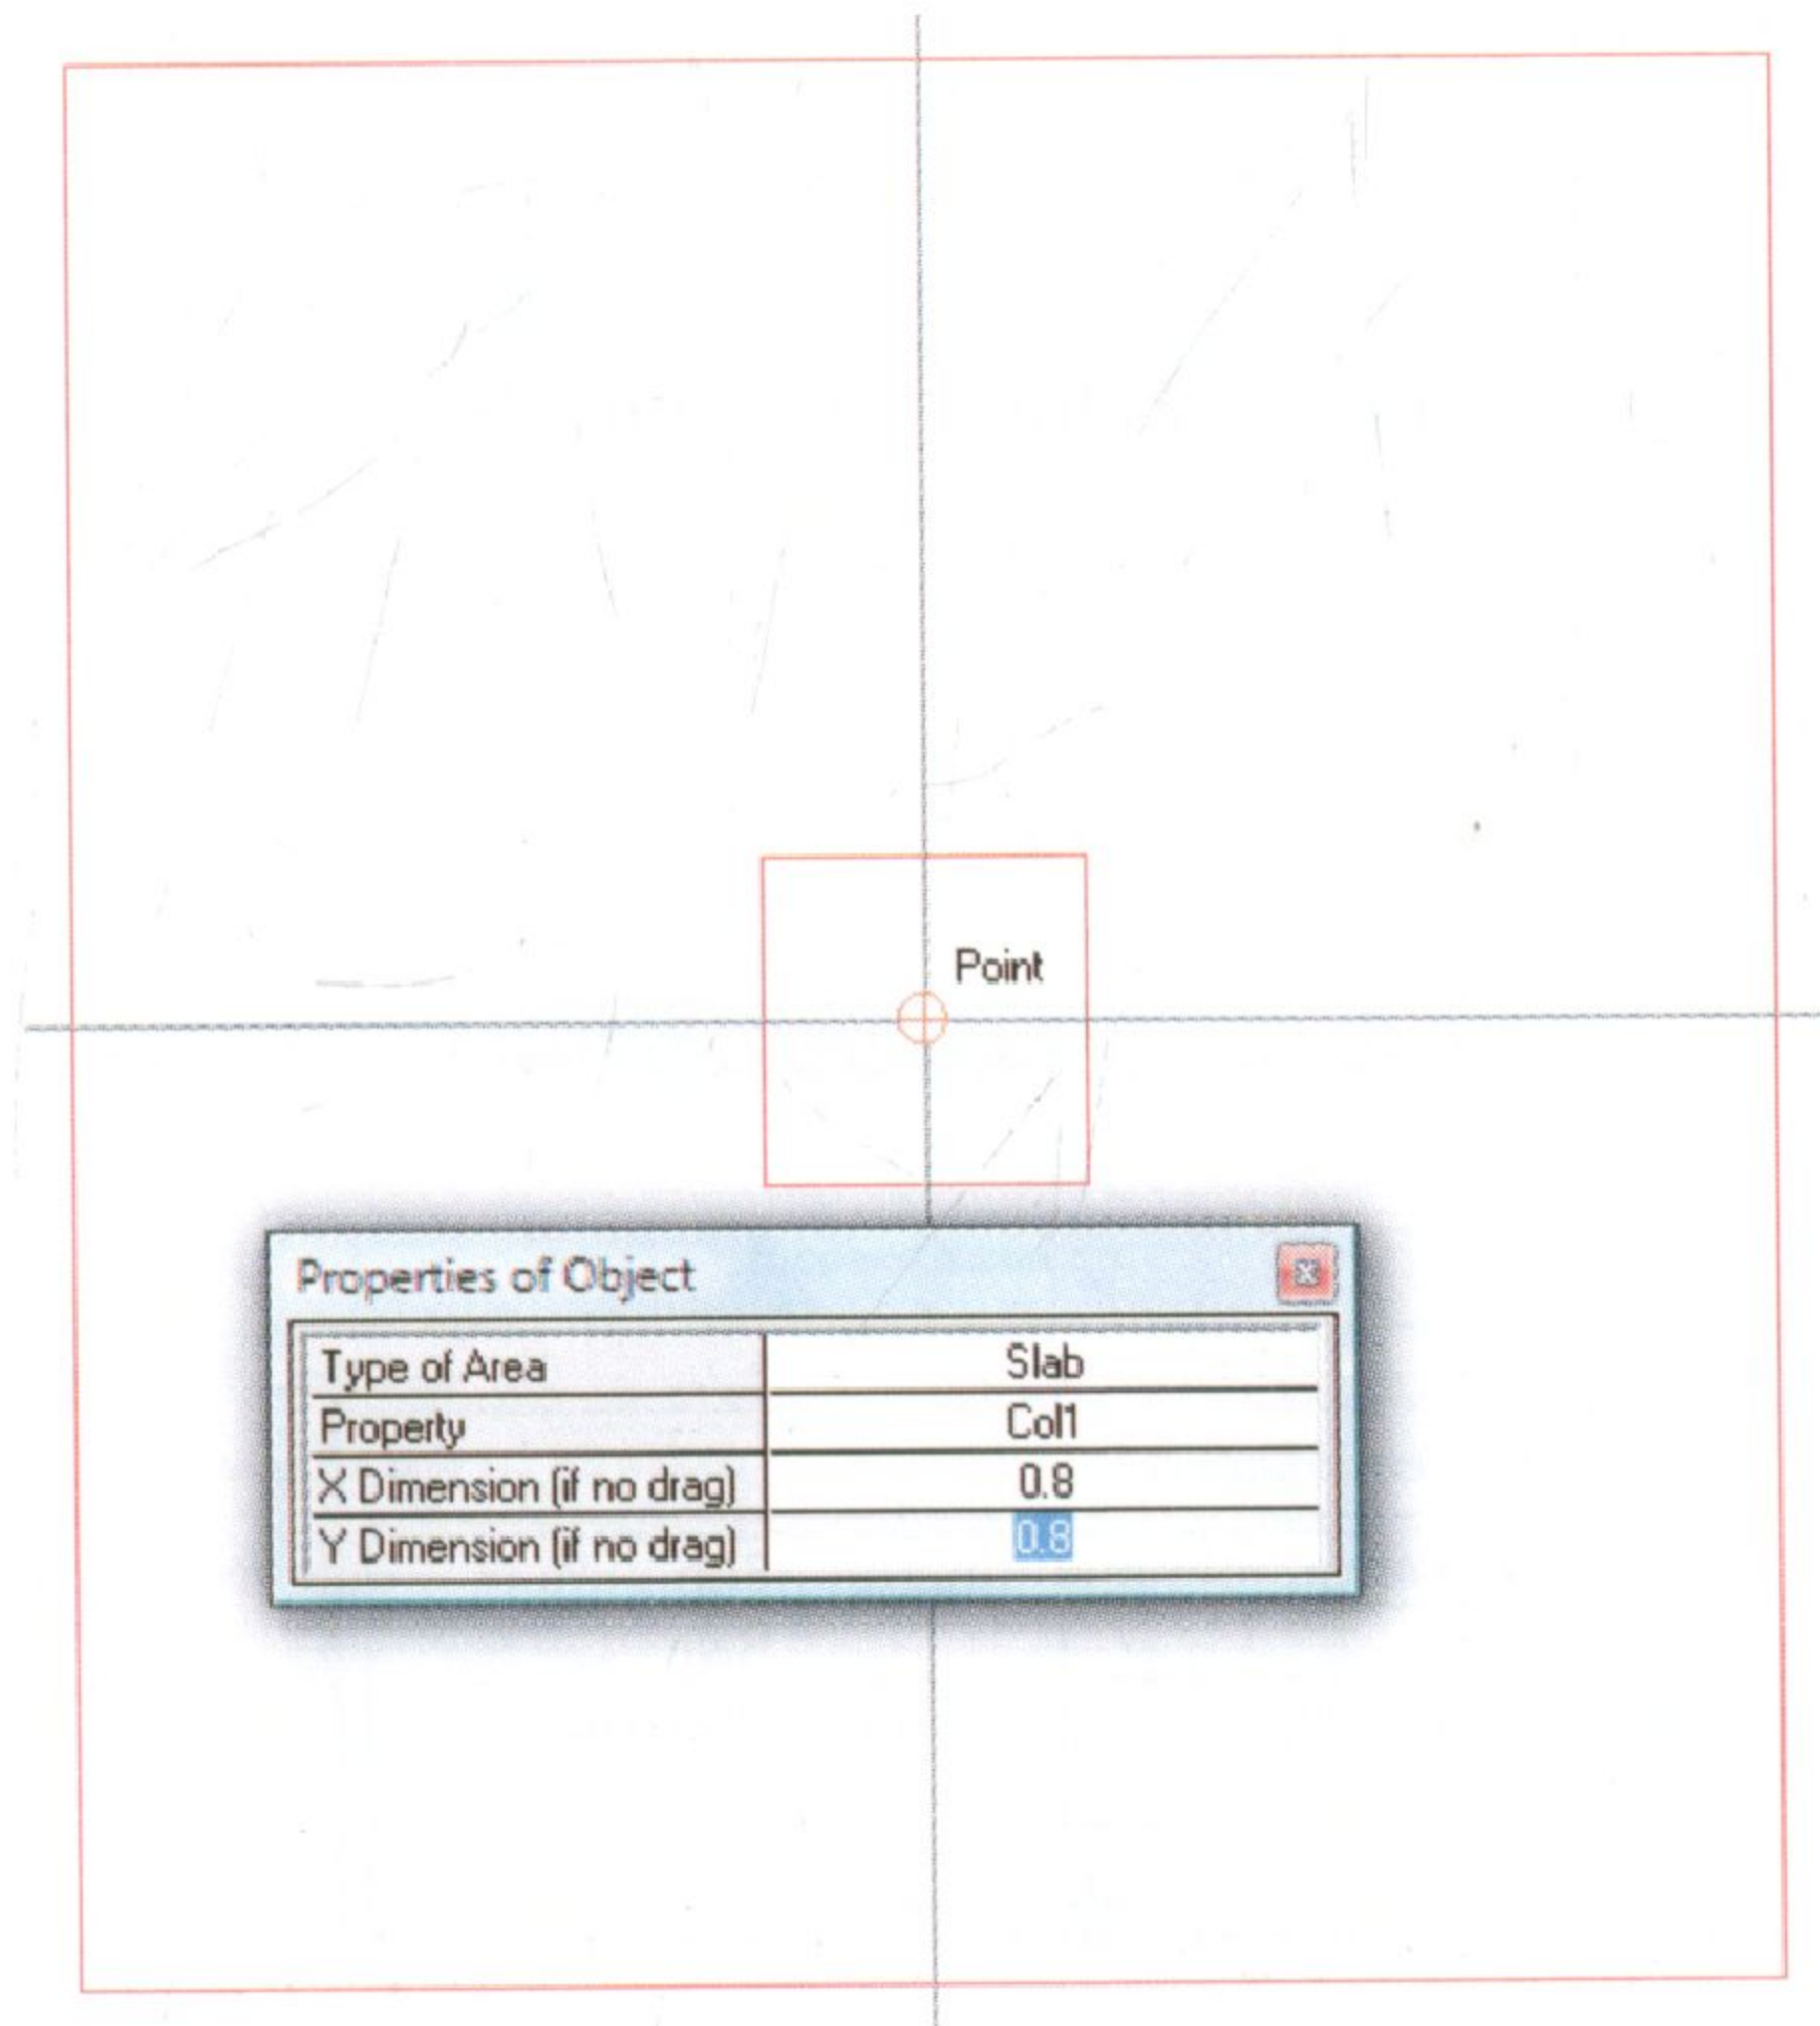 Point
Properties of Object
Type of Area Slab
Property Col1
X Dimension (if no drag) 0.8
Y Dimension (if no drag) 0.8